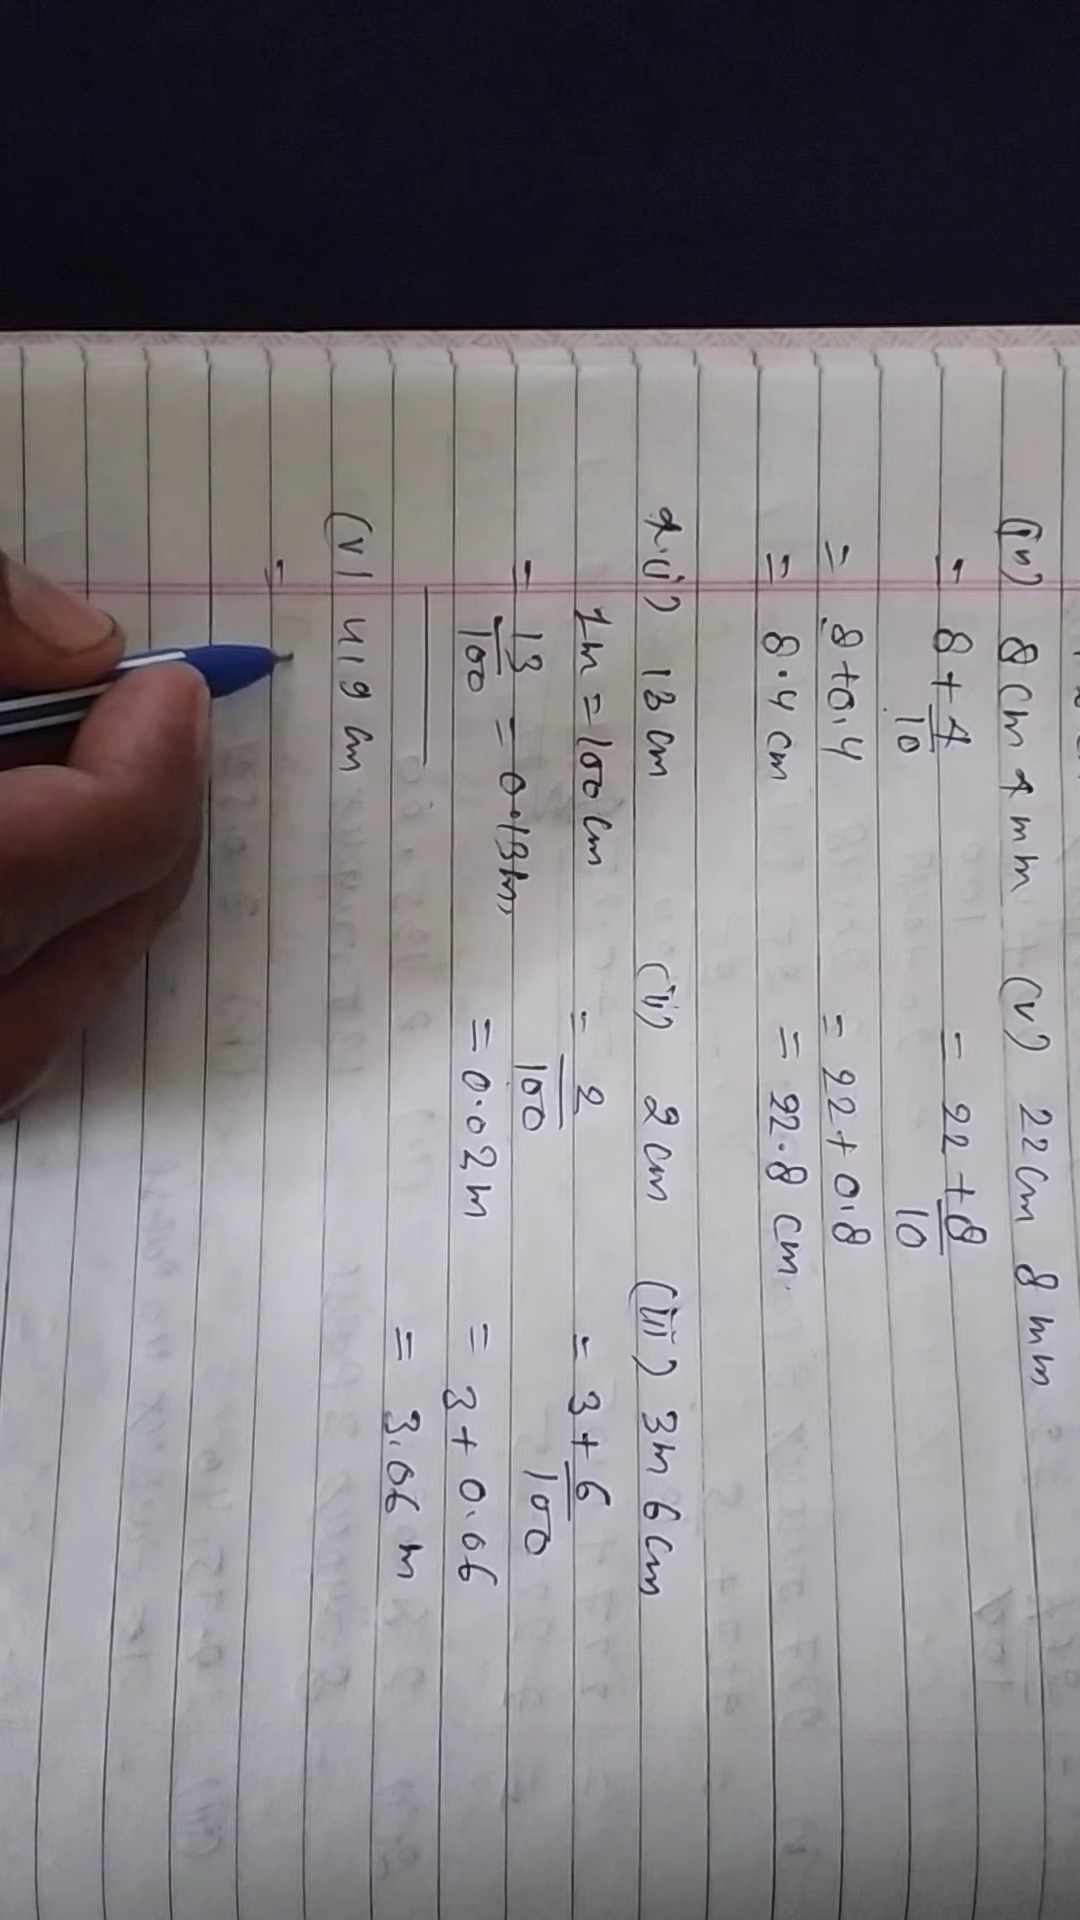 (iv) 8 cm 4 mm (v) 22 cm 8 mm
= 8 + 4/10 = 22 + 8/10
= 8 + 0.4 = 22 + 0.8
= 8.4 cm = 22.8 cm.
4.(i) 13 cm (ii) 2 cm (iii) 3m 6 cm
1m = 100 cm = 2/100 = 3 + 6/100
= 13/100 = 0.13 m,, = 0.02 m = 3 + 0.06
= 3.06 m
(v) 419 cm
=